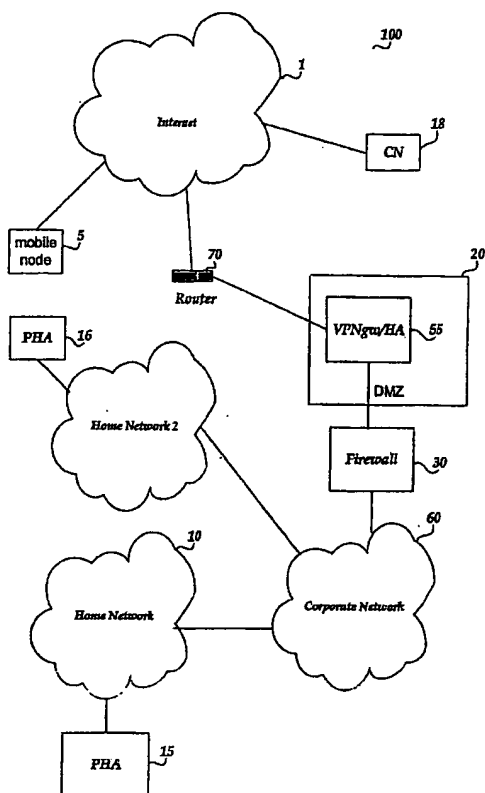 100
1
Internet
18
CN
mobile
node
5
70
Router
20
VPNgw/HA
55
DMZ
PHA
16
Home Network 2
Firewall
30
60
10
Home Network
Corporate Network
PHA
15